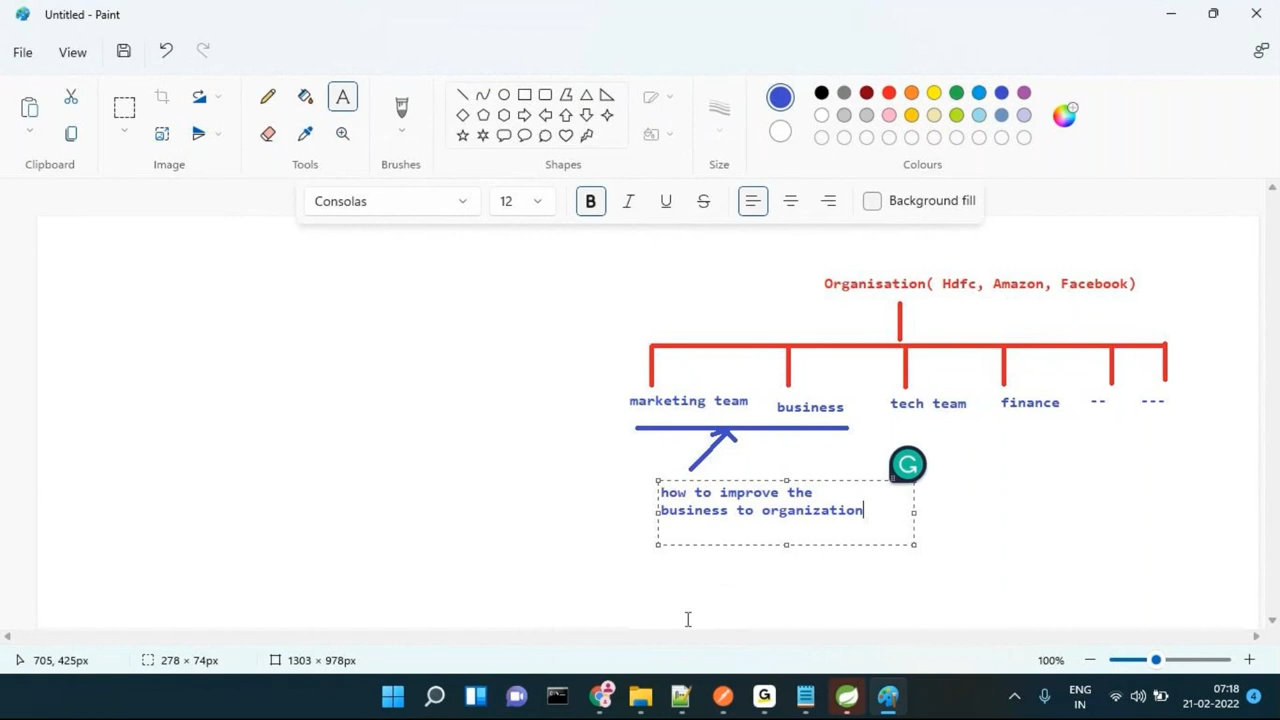 Untitled - Paint
File View
Clipboard Image Tools Brushes Shapes Size Colours
Consolas 12 B I U S Background fill
Organisation( Hdfc, Amazon, Facebook)
marketing team business tech team finance -- ---
how to improve the
business to organization
705, 425px 278 × 74px 1303 × 978px 100%
ENG 07:18
IN 21-02-2022 4